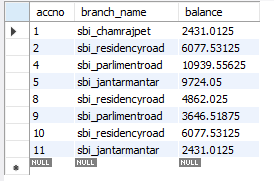 accno branch_name balance
1 sbi_chamrajpet 2431.0125
2 sbi_residencyroad 6077.53125
4 sbi_parlimentroad 10939.55625
5 sbi_jantarmantar 9724.05
8 sbi_residencyroad 4862.025
9 sbi_parlimentroad 3646.51875
10 sbi_residencyroad 6077.53125
11 sbi_jantarmantar 2431.0125
NULL NULL NULL